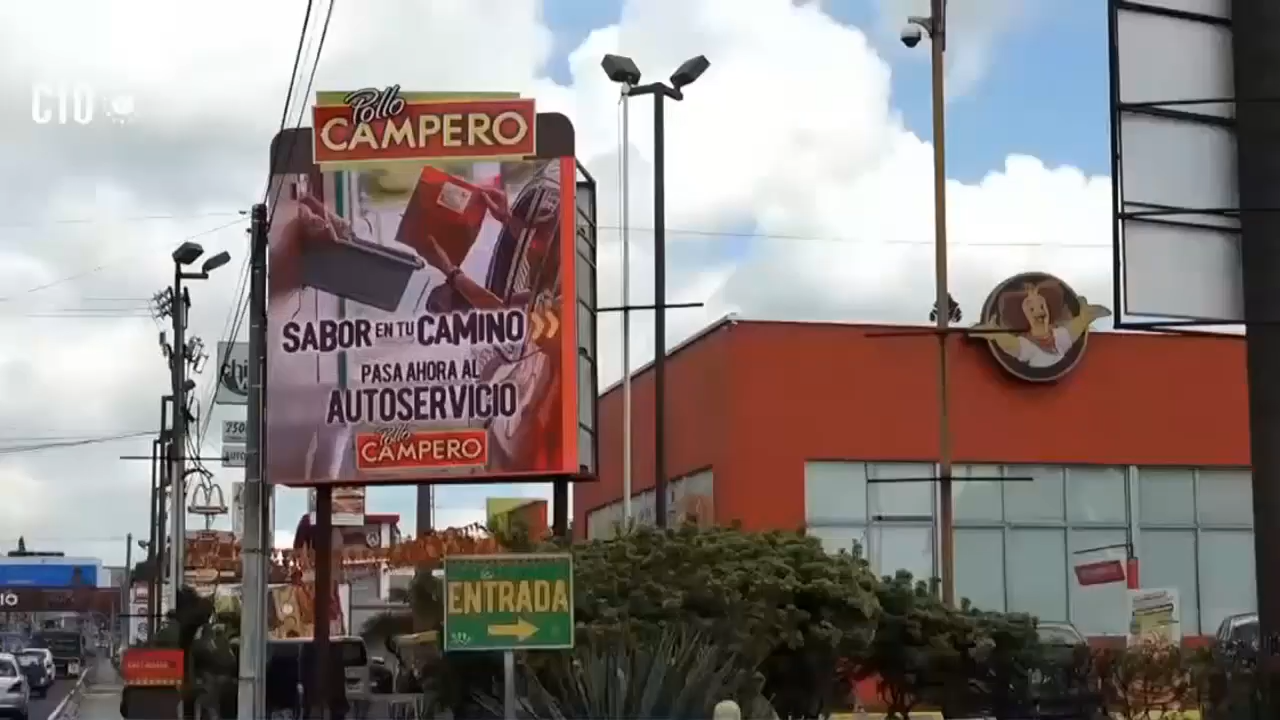 CIO
Pollo
CAMPERO
SABOR EN TU CAMINO
PASA AHORA AL
AUTOSERVICIO
Pollo
CAMPERO
ENTRADA